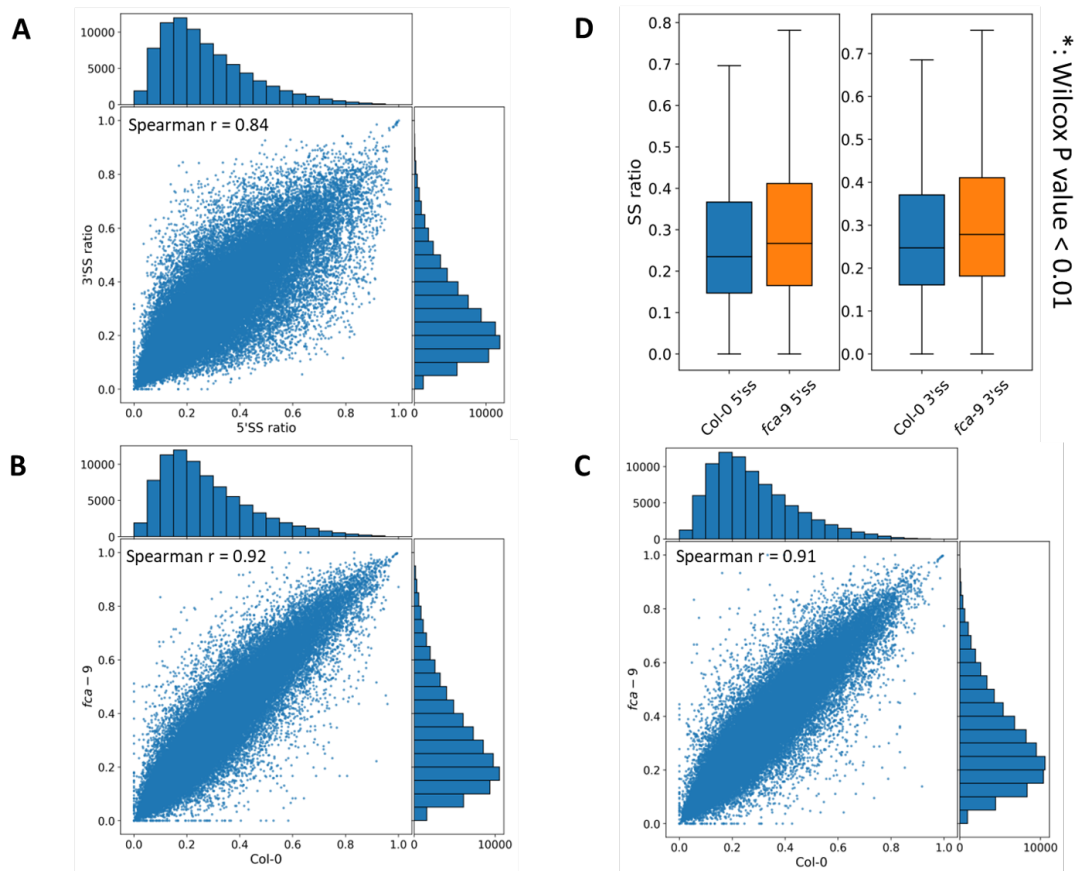 A
10000
5000
0
Spearman r = 0.84
1.0
0.8
0.6
0.4
0.2
0.0
3'SS ratio
0.0 0.2 0.4 0.6 0.8 1.0
5'SS ratio
0 10000
D
0.8
0.7
0.6
0.5
0.4
0.3
0.2
0.1
0.0
SS ratio
Col-0 5'ss
fca-9 5'ss
0.7
0.6
0.5
0.4
0.3
0.2
0.1
0.0
Col-0 3'ss
fca-9 3'ss
*: Wilcox P value < 0.01
B
10000
5000
0
Spearman r = 0.92
1.0
0.8
0.6
0.4
0.2
0.0
fca − 9
0.0 0.2 0.4 0.6 0.8 1.0
Col-0
0 10000
C
10000
5000
0
Spearman r = 0.91
1.0
0.8
0.6
0.4
0.2
0.0
fca − 9
0.0 0.2 0.4 0.6 0.8 1.0
Col-0
0 10000